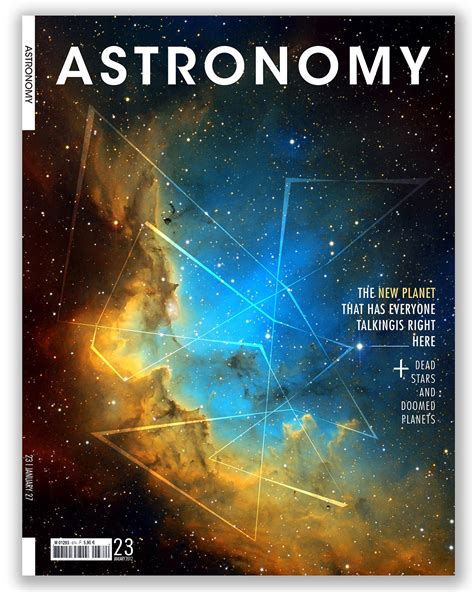 ASTRONOMY
ASTRONOMY
THE NEW PLANET
THAT HAS EVERYONE
TALKINGIS RIGHT
HERE
+ DEAD
STARS
AND
DOOMED
PLANETS
23 | JANUARY 27
23